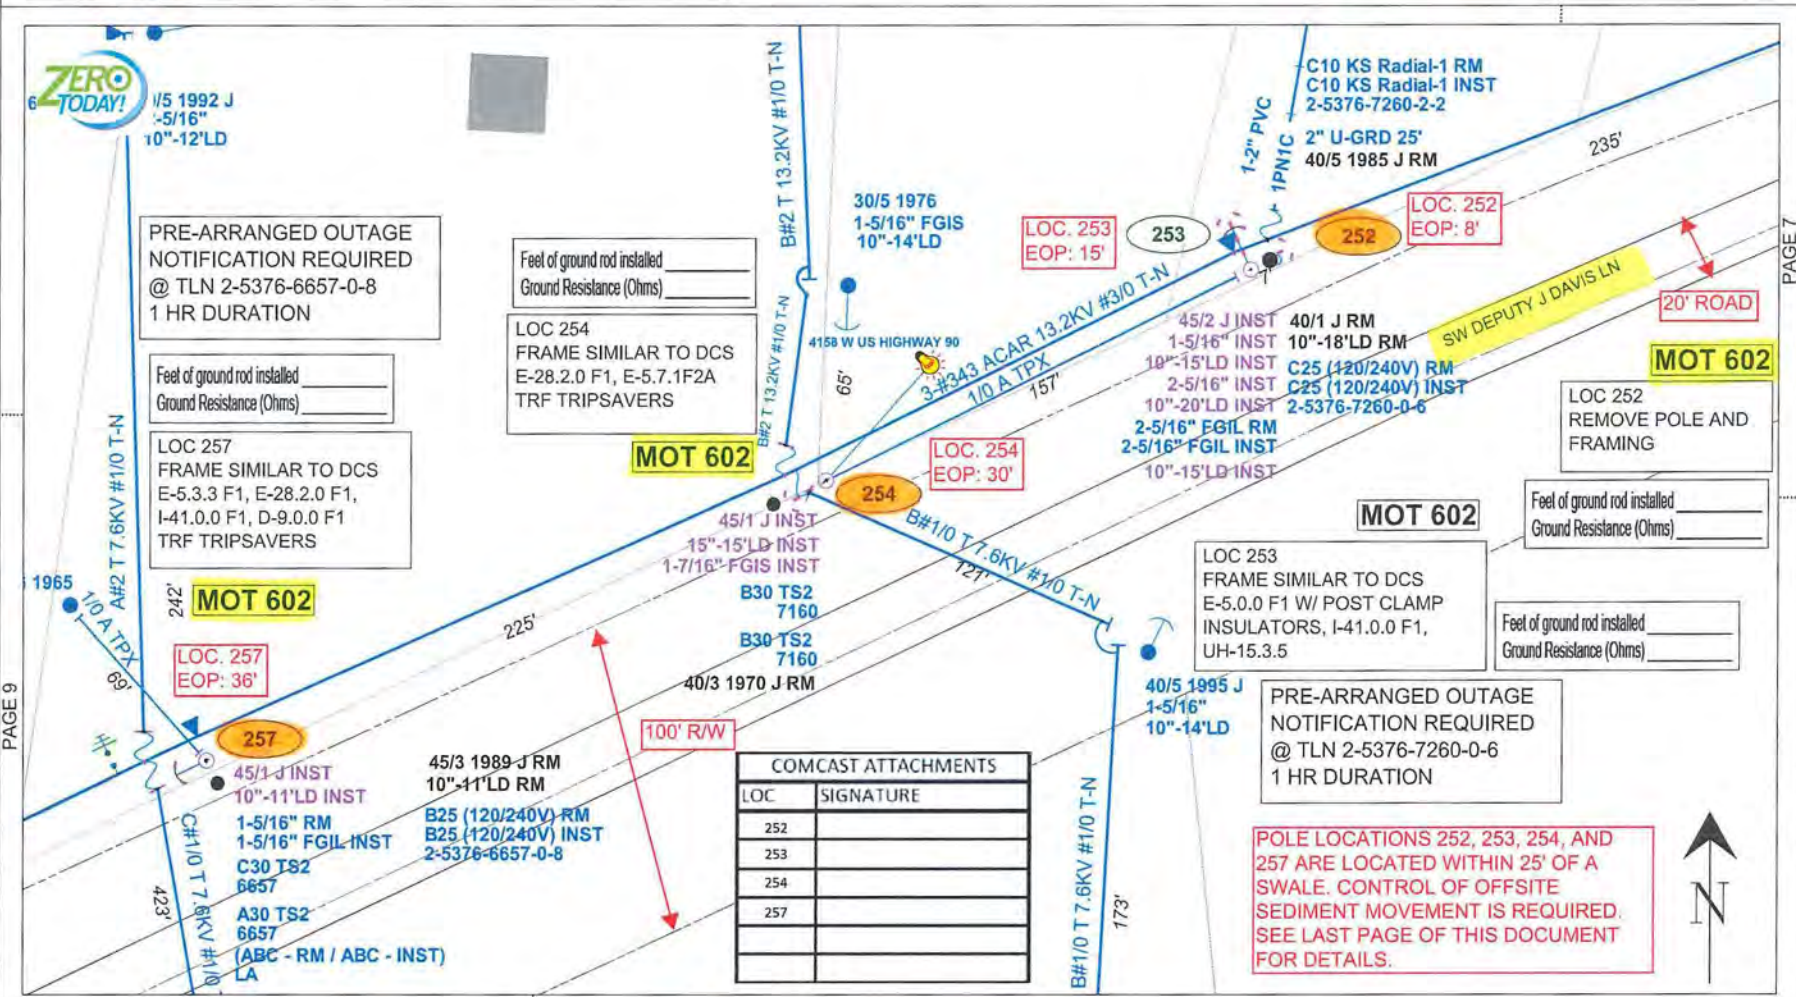 ZERO
TODAY!
/5 1992 J
-5/16"
10"-12'LD
PRE-ARRANGED OUTAGE
NOTIFICATION REQUIRED
@ TLN 2-5376-6657-0-8
1 HR DURATION
Feet of ground rod installed
Ground Resistance (Ohms)
LOC 257
FRAME SIMILAR TO DCS
E-5.3.3 F1, E-28.2.0 F1,
I-41.0.0 F1, D-9.0.0 F1
TRF TRIPSAVERS
A#2 T 7.6KV #1/0 T-N
242'
MOT 602
1965
1/0 A TPX
69'
LOC. 257
EOP: 36'
257
PAGE 9
45/1 J INST
10"-11'LD INST
1-5/16" RM
1-5/16" FGIL INST
C30 TS2
6657
A30 TS2
6657
(ABC - RM / ABC - INST)
LA
C#1/0 T 7.6KV #1/0
423'
45/3 1989 J RM
10"-11'LD RM
B25 (120/240V) RM
B25 (120/240V) INST
2-5376-6657-0-8
Feet of ground rod installed
Ground Resistance (Ohms)
LOC 254
FRAME SIMILAR TO DCS
E-28.2.0 F1, E-5.7.1F2A
TRF TRIPSAVERS
MOT 602
B#2 T 13.2KV #1/0 T-N
B#2 T 13.2KV #1/0 T-N
65'
30/5 1976
1-5/16" FGIS
10"-14'LD
4158 W US HIGHWAY 90
3-#343 ACAR 13.2KV #3/0 T-N
1/0 A TPX
157'
LOC. 254
EOP: 30'
254
225'
45/1 J INST
15"-15'LD INST
1-7/16" FGIS INST
B30 TS2
7160
B30 TS2
7160
40/3 1970 J RM
100' R/W
B#1/0 T 7.6KV #1/0 T-N
121'
40/5 1995 J
1-5/16"
10"-14'LD
B#1/0 T 7.6KV #1/0 T-N
173'
COMCAST ATTACHMENTS
LOC SIGNATURE
252
253
254
257
C10 KS Radial-1 RM
C10 KS Radial-1 INST
2-5376-7260-2-2
2" U-GRD 25'
40/5 1985 J RM
1-2" PVC
1PN1C
235'
LOC. 253
EOP: 15'
253
252
LOC. 252
EOP: 8'
PAGE 7
20' ROAD
SW DEPUTY J DAVIS LN
45/2 J INST
1-5/16" INST
10"-15'LD INST
2-5/16" INST
10"-20'LD INST
2-5/16" FGIL RM
2-5/16" FGIL INST
10"-15'LD INST
40/1 J RM
10"-18'LD RM
C25 (120/240V) RM
C25 (120/240V) INST
2-5376-7260-0-6
MOT 602
LOC 252
REMOVE POLE AND
FRAMING
Feet of ground rod installed
Ground Resistance (Ohms)
MOT 602
LOC 253
FRAME SIMILAR TO DCS
E-5.0.0 F1 W/ POST CLAMP
INSULATORS, I-41.0.0 F1,
UH-15.3.5
Feet of ground rod installed
Ground Resistance (Ohms)
PRE-ARRANGED OUTAGE
NOTIFICATION REQUIRED
@ TLN 2-5376-7260-0-6
1 HR DURATION
POLE LOCATIONS 252, 253, 254, AND
257 ARE LOCATED WITHIN 25' OF A
SWALE. CONTROL OF OFFSITE
SEDIMENT MOVEMENT IS REQUIRED.
SEE LAST PAGE OF THIS DOCUMENT
FOR DETAILS.
N